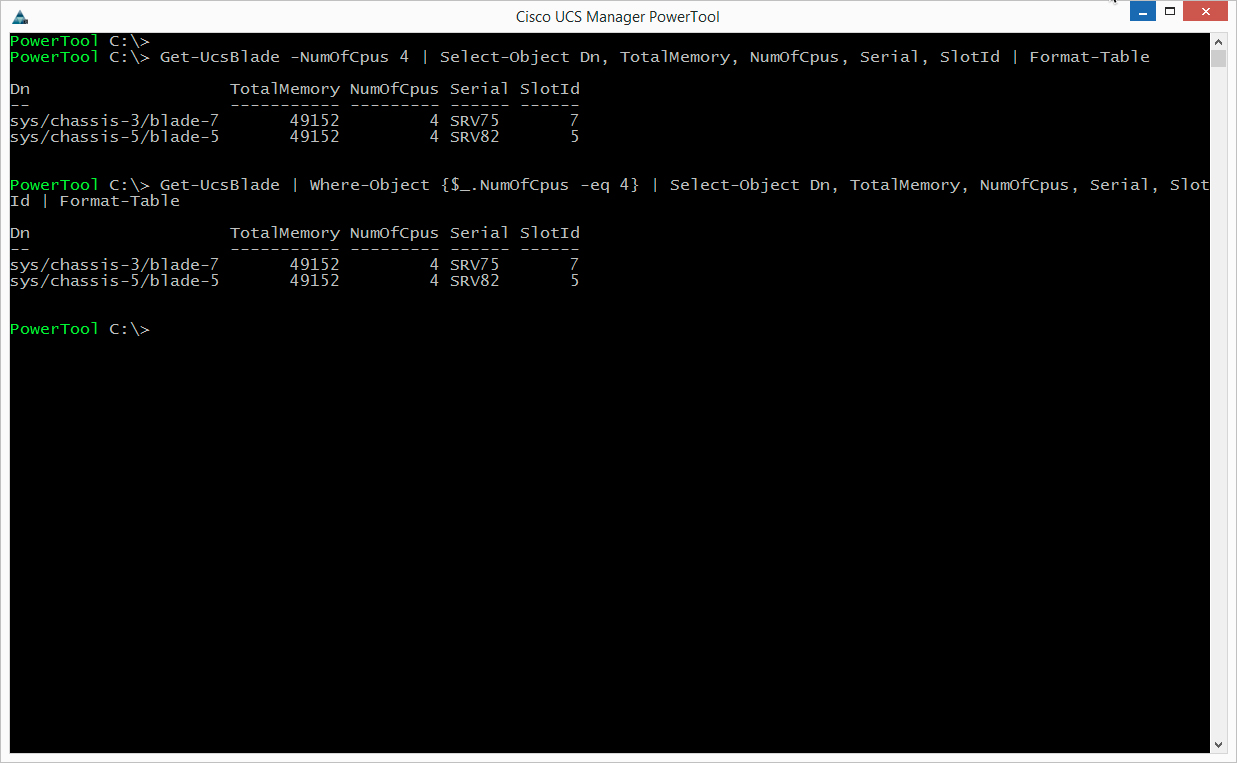 Cisco UCS Manager PowerTool
PowerTool C:\>
PowerTool C:\> Get-UcsBlade -NumOfCpus 4 | Select-Object Dn, TotalMemory, NumOfCpus, Serial, SlotId | Format-Table
Dn                    TotalMemory NumOfCpus Serial SlotId
--                    ----------- --------- ------ ------
sys/chassis-3/blade-7       49152         4 SRV75       7
sys/chassis-5/blade-5       49152         4 SRV82       5
PowerTool C:\> Get-UcsBlade | Where-Object {$_.NumOfCpus -eq 4} | Select-Object Dn, TotalMemory, NumOfCpus, Serial, Slot
Id | Format-Table
Dn                    TotalMemory NumOfCpus Serial SlotId
--                    ----------- --------- ------ ------
sys/chassis-3/blade-7       49152         4 SRV75       7
sys/chassis-5/blade-5       49152         4 SRV82       5
PowerTool C:\>